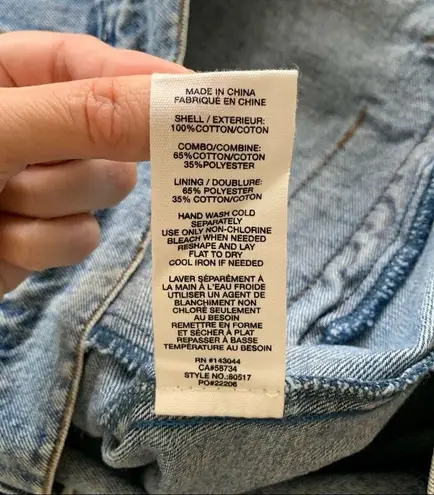 MADE IN CHINA
FABRIQUÉ EN CHINE
SHELL / EXTERIEUR:
100%COTTON/COTON
COMBO/COMBINE:
65%COTTON/COTON
35%POLYESTER
LINING / DOUBLURE:
65% POLYESTER
35% COTTON/COTON
HAND WASH COLD
SEPARATELY
USE ONLY NON-CHLORINE
BLEACH WHEN NEEDED
RESHAPE AND LAY
FLAT TO DRY
COOL IRON IF NEEDED
LAVER SÉPARÉMENT À
LA MAIN À L'EAU FROIDE
UTILISER UN AGENT DE
BLANCHIMENT NON
CHLORÉ SEULEMENT
AU BESOIN
REMETTRE EN FORME
ET SÉCHER À PLAT
REPASSER À BASSE
TEMPÉRATURE AU BESOIN
RN #143044
CA#58734
STYLE NO.:80517
PO#22206